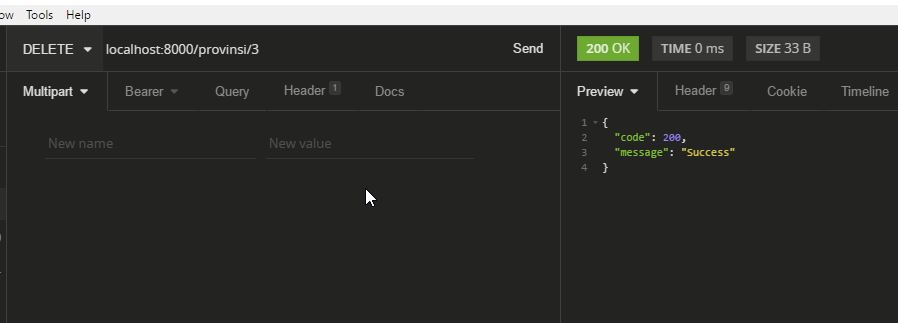 ow Tools Help
DELETE localhost:8000/provinsi/3 Send 200 OK TIME 0 ms SIZE 33 B
Multipart Bearer Query Header 1 Docs Preview Header 9 Cookie Timeline
New name New value
1 {
2 "code": 200,
3 "message": "Success"
4 }